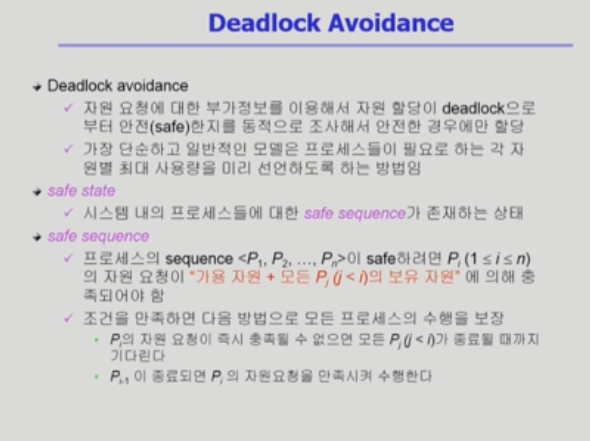 Deadlock Avoidance
Deadlock avoidance
자원 요청에 대한 부가정보를 이용해서 자원 할당이 deadlock으로
부터 안전(safe)한지를 동적으로 조사해서 안전한 경우에만 할당
가장 단순하고 일반적인 모델은 프로세스들이 필요로 하는 각 자
원별 최대 사용량을 미리 선언하도록 하는 방법임
safe state
시스템 내의 프로세스들에 대한 safe sequence가 존재하는 상태
safe sequence
프로세스의 sequence <P₁, P₂, ..., Pₙ>이 safe하려면 Pᵢ (1 ≤ i ≤ n)
의 자원 요청이 "가용 자원 + 모든 Pⱼ (j < i)의 보유 자원" 에 의해 충
족되어야 함
조건을 만족하면 다음 방법으로 모든 프로세스의 수행을 보장
Pᵢ의 자원 요청이 즉시 충족될 수 없으면 모든 Pⱼ (j < i)가 종료될 때까지
기다린다
Pᵢ₋₁ 이 종료되면 Pᵢ 의 자원요청을 만족시켜 수행한다